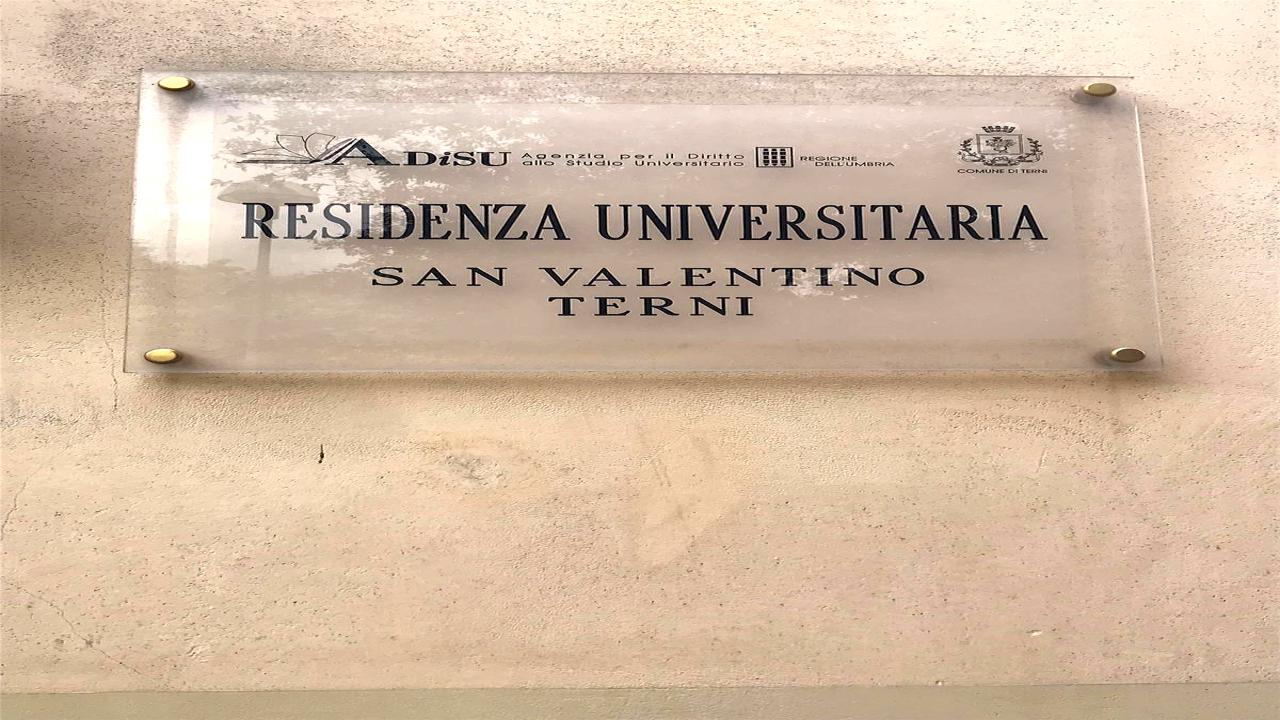 ADiSU Agenzia per il Diritto
allo Studio Universitario
REGIONE
DELL'UMBRIA
COMUNE DI TERNI
RESIDENZA UNIVERSITARIA
SAN VALENTINO
TERNI